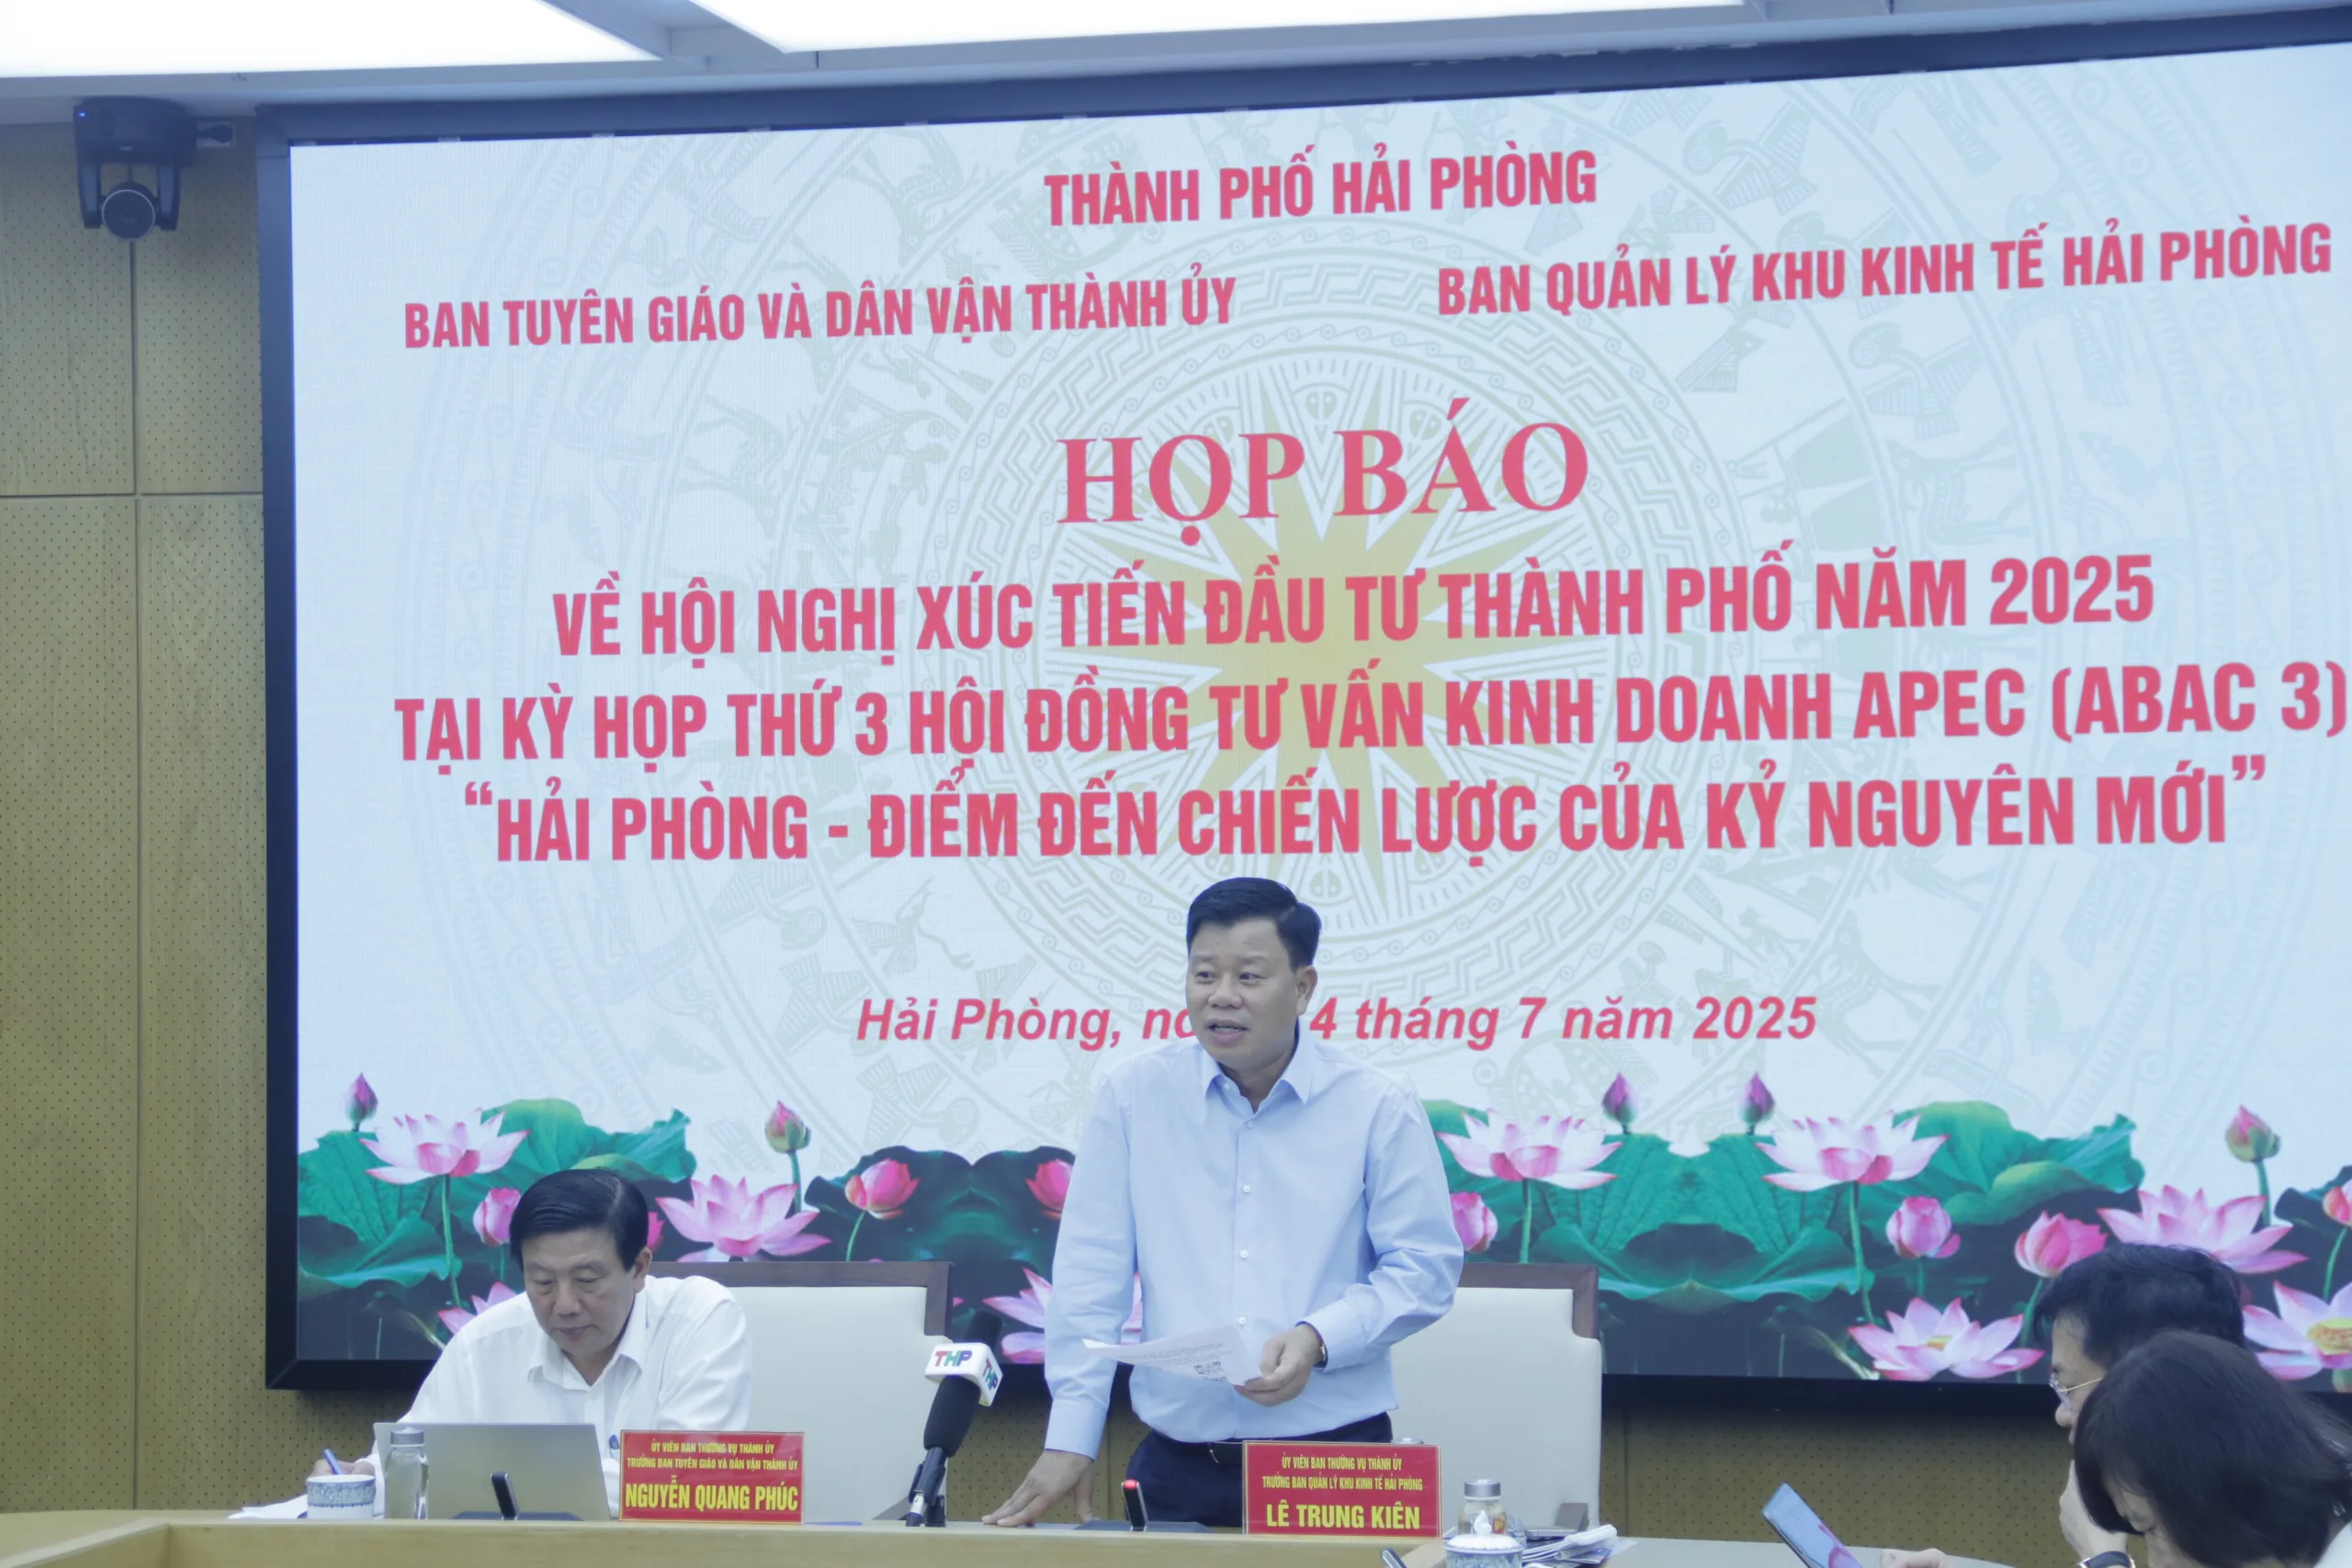 THÀNH PHỐ HẢI PHÒNG
BAN TUYÊN GIÁO VÀ DÂN VẬN THÀNH ỦY
BAN QUẢN LÝ KHU KINH TẾ HẢI PHÒNG
HỌP BÁO
VỀ HỘI NGHỊ XÚC TIẾN ĐẦU TƯ THÀNH PHỐ NĂM 2025
TẠI KỲ HỌP THỨ 3 HỘI ĐỒNG TƯ VẤN KINH DOANH APEC (ABAC 3)
“HẢI PHÒNG - ĐIỂM ĐẾN CHIẾN LƯỢC CỦA KỶ NGUYÊN MỚI”
Hải Phòng, 4 tháng 7 năm 2025
THP
THP
ỦY VIÊN BAN THƯỜNG VỤ THÀNH ỦY
TRƯỞNG BAN TUYÊN GIÁO VÀ DÂN VẬN THÀNH ỦY
NGUYỄN QUANG PHÚC
ỦY VIÊN BAN THƯỜNG VỤ THÀNH ỦY
TRƯỞNG BAN QUẢN LÝ KHU KINH TẾ HẢI PHÒNG
LÊ TRUNG KIÊN